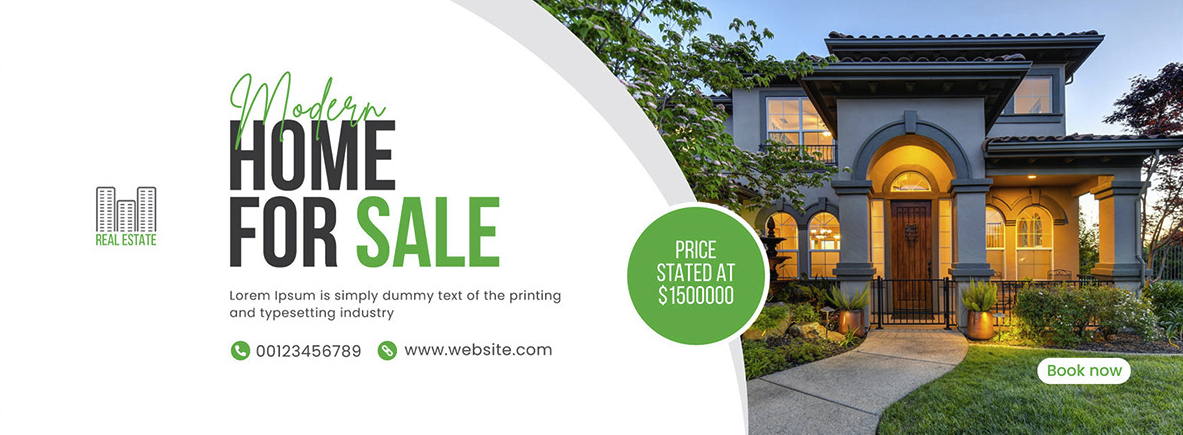 Modern
HOME
FOR SALE
REAL ESTATE
Lorem Ipsum is simply dummy text of the printing
and typesetting industry
00123456789 www.website.com
PRICE
STATED AT
$1500000
Book now